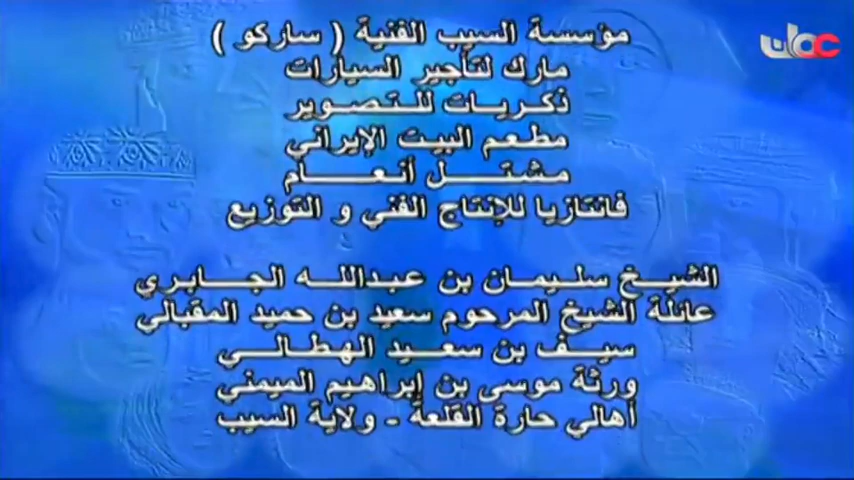 عمان
مؤسسة السيب الفنية ( ساركو )
مارك لتأجير السيارات
ذكريات للتصوير
مطعم البيت الإيراني
مشتل أنعام
فانتازيا للإنتاج الفني و التوزيع
الشيخ سليمان بن عبدالله الجابري
عائلة الشيخ المرحوم سعيد بن حميد المقبالي
سيف بن سعيد الهطالي
ورثة موسى بن إبراهيم الميمني
أهالي حارة القلعة - ولاية السيب